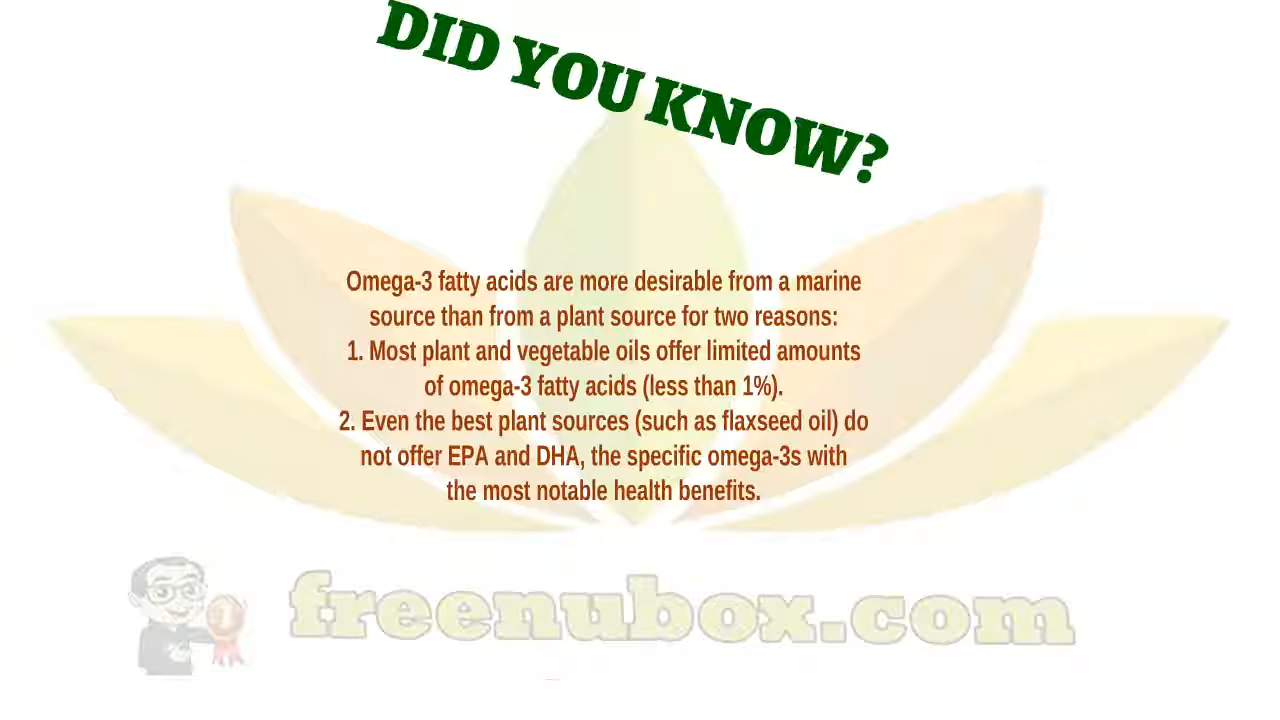 DID YOU KNOW?
Omega-3 fatty acids are more desirable from a marine
source than from a plant source for two reasons:
1. Most plant and vegetable oils offer limited amounts
of omega-3 fatty acids (less than 1%).
2. Even the best plant sources (such as flaxseed oil) do
not offer EPA and DHA, the specific omega-3s with
the most notable health benefits.
freenubox.com